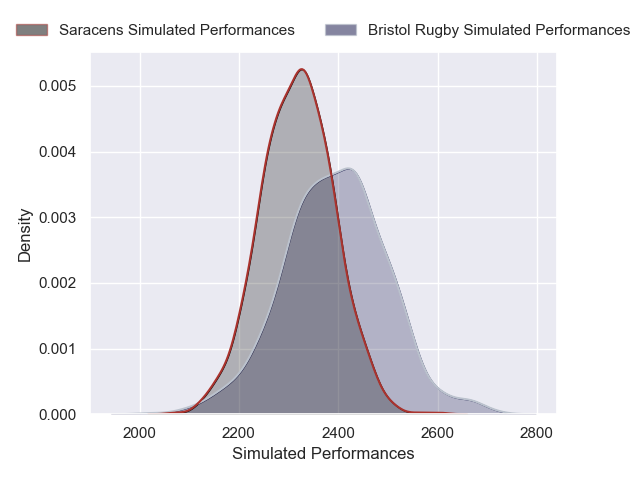 Saracens Simulated Performances
Bristol Rugby Simulated Performances
0.005
0.004
0.003
0.002
0.001
0.000
Density
2000 2200 2400 2600 2800
Simulated Performances